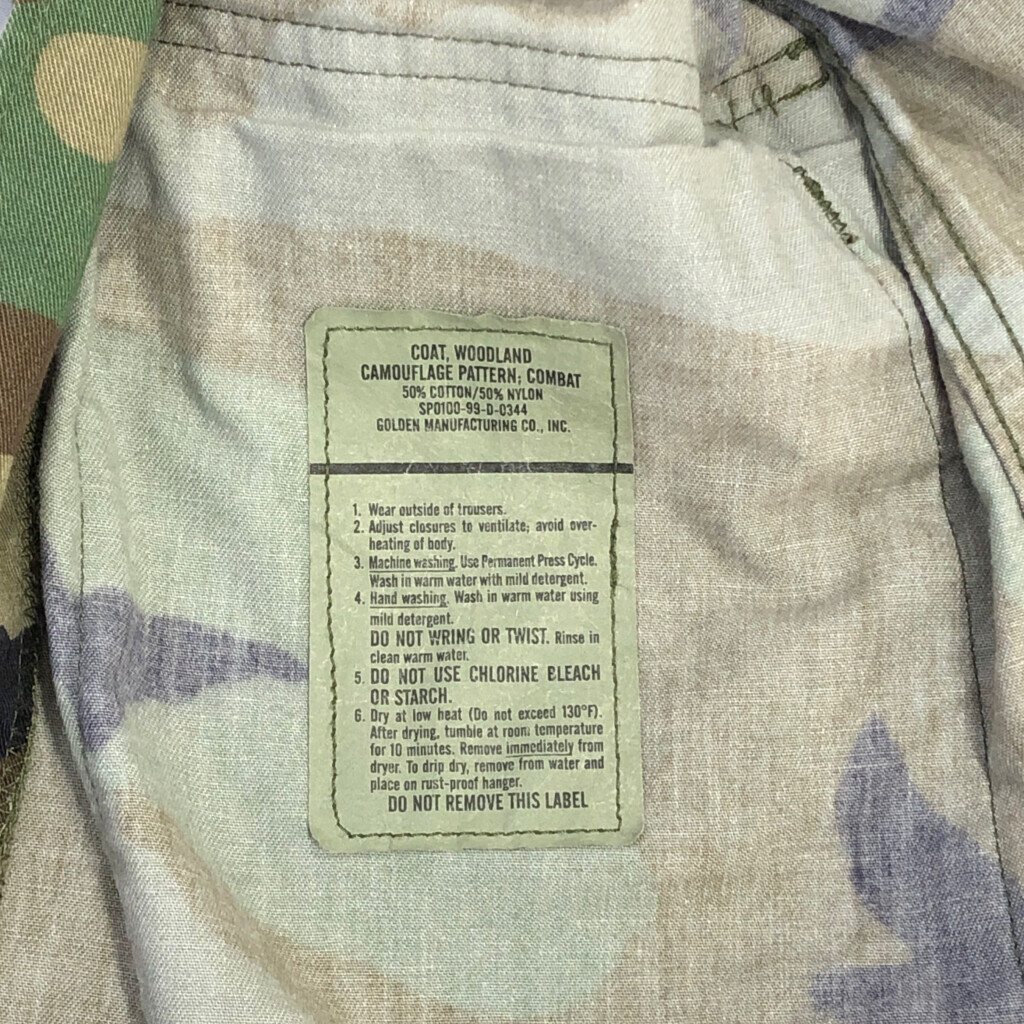 COAT, WOODLAND
CAMOUFLAGE PATTERN; COMBAT
50% COTTON/50% NYLON
SP0100-99-D-0344
GOLDEN MANUFACTURING CO., INC.
1. Wear outside of trousers.
2. Adjust closures to ventilate; avoid over-
heating of body.
3. Machine washing. Use Permanent Press Cycle.
Wash in warm water with mild detergent.
4. Hand washing. Wash in warm water using
mild detergent.
DO NOT WRING OR TWIST. Rinse in
clean warm water.
5. DO NOT USE CHLORINE BLEACH
OR STARCH.
6. Dry at low heat (Do not exceed 130°F).
After drying, tumble at room temperature
for 10 minutes. Remove immediately from
dryer. To drip dry, remove from water and
place on rust-proof hanger.
DO NOT REMOVE THIS LABEL